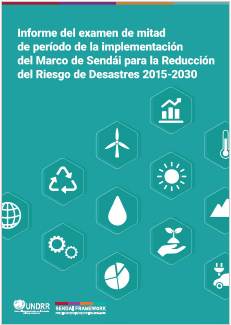 Informe del examen de mitad
de período de la implementación
del Marco de Sendái para la Reducción
del Riesgo de Desastres 2015-2030
UNDRR
SENDAI FRAMEWORK